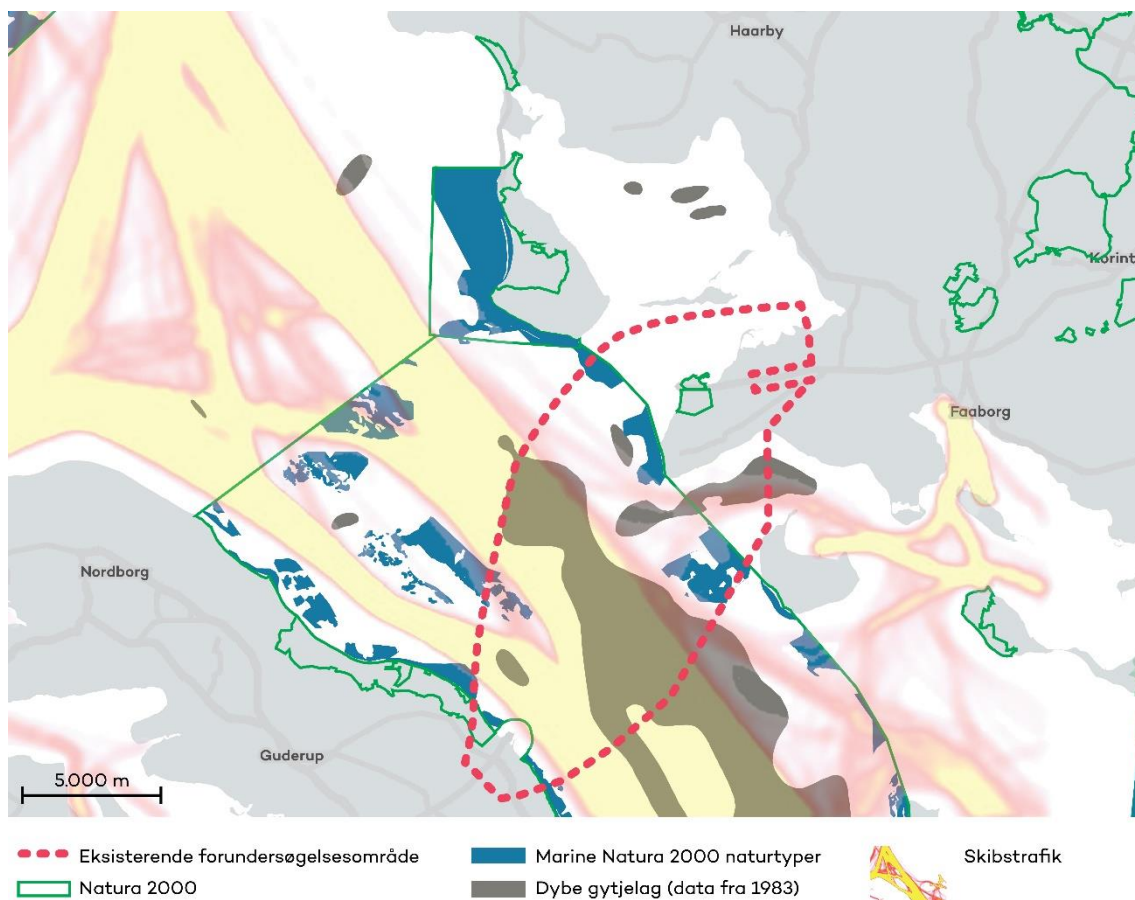 Haarby
Korint
Faaborg
Nordborg
Guderup
5.000 m
Eksisterende forundersøgelsesområde
Marine Natura 2000 naturtyper
Skibstrafik
Natura 2000
Dybe gytjelag (data fra 1983)